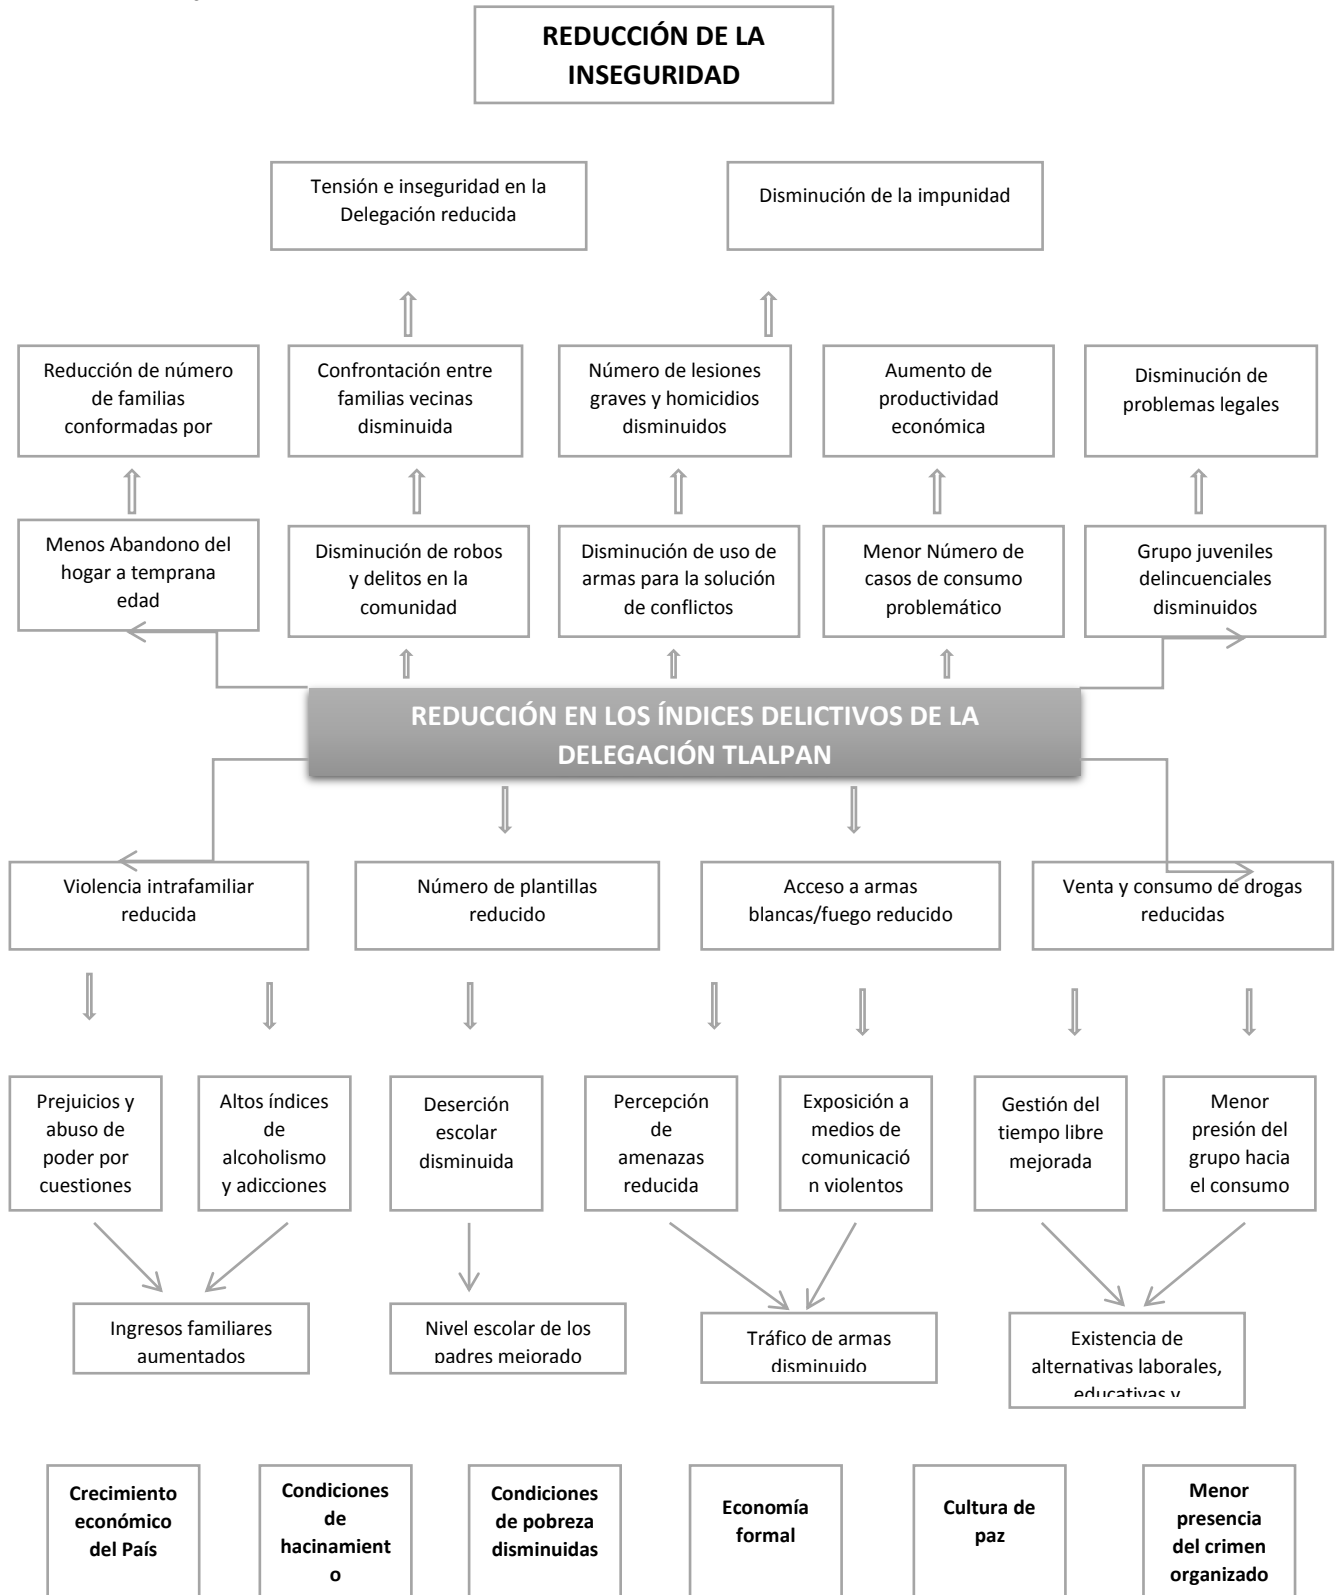 REDUCCIÓN DE LA
INSEGURIDAD
Tensión e inseguridad en la
Delegación reducida
Disminución de la impunidad
Reducción de número
de familias
conformadas por
Confrontación entre
familias vecinas
disminuida
Número de lesiones
graves y homicidios
disminuidos
Aumento de
productividad
económica
Disminución de
problemas legales
Menos Abandono del
hogar a temprana
edad
Disminución de robos
y delitos en la
comunidad
Disminución de uso de
armas para la solución
de conflictos
Menor Número de
casos de consumo
problemático
Grupo juveniles
delincuenciales
disminuidos
REDUCCIÓN EN LOS ÍNDICES DELICTIVOS DE LA
DELEGACIÓN TLALPAN
Violencia intrafamiliar
reducida
Número de plantillas
reducido
Acceso a armas
blancas/fuego reducido
Venta y consumo de drogas
reducidas
Prejuicios y
abuso de
poder por
cuestiones
Altos índices
de
alcoholismo
y adicciones
Deserción
escolar
disminuida
Percepción
de
amenazas
reducida
Exposición a
medios de
comunicació
n violentos
Gestión del
tiempo libre
mejorada
Menor
presión del
grupo hacia
el consumo
Ingresos familiares
aumentados
Nivel escolar de los
padres mejorado
Tráfico de armas
disminuido
Existencia de
alternativas laborales,
educativas y
Crecimiento
económico
del País
Condiciones
de
hacinamient
o
Condiciones
de pobreza
disminuidas
Economía
formal
Cultura de
paz
Menor
presencia
del crimen
organizado